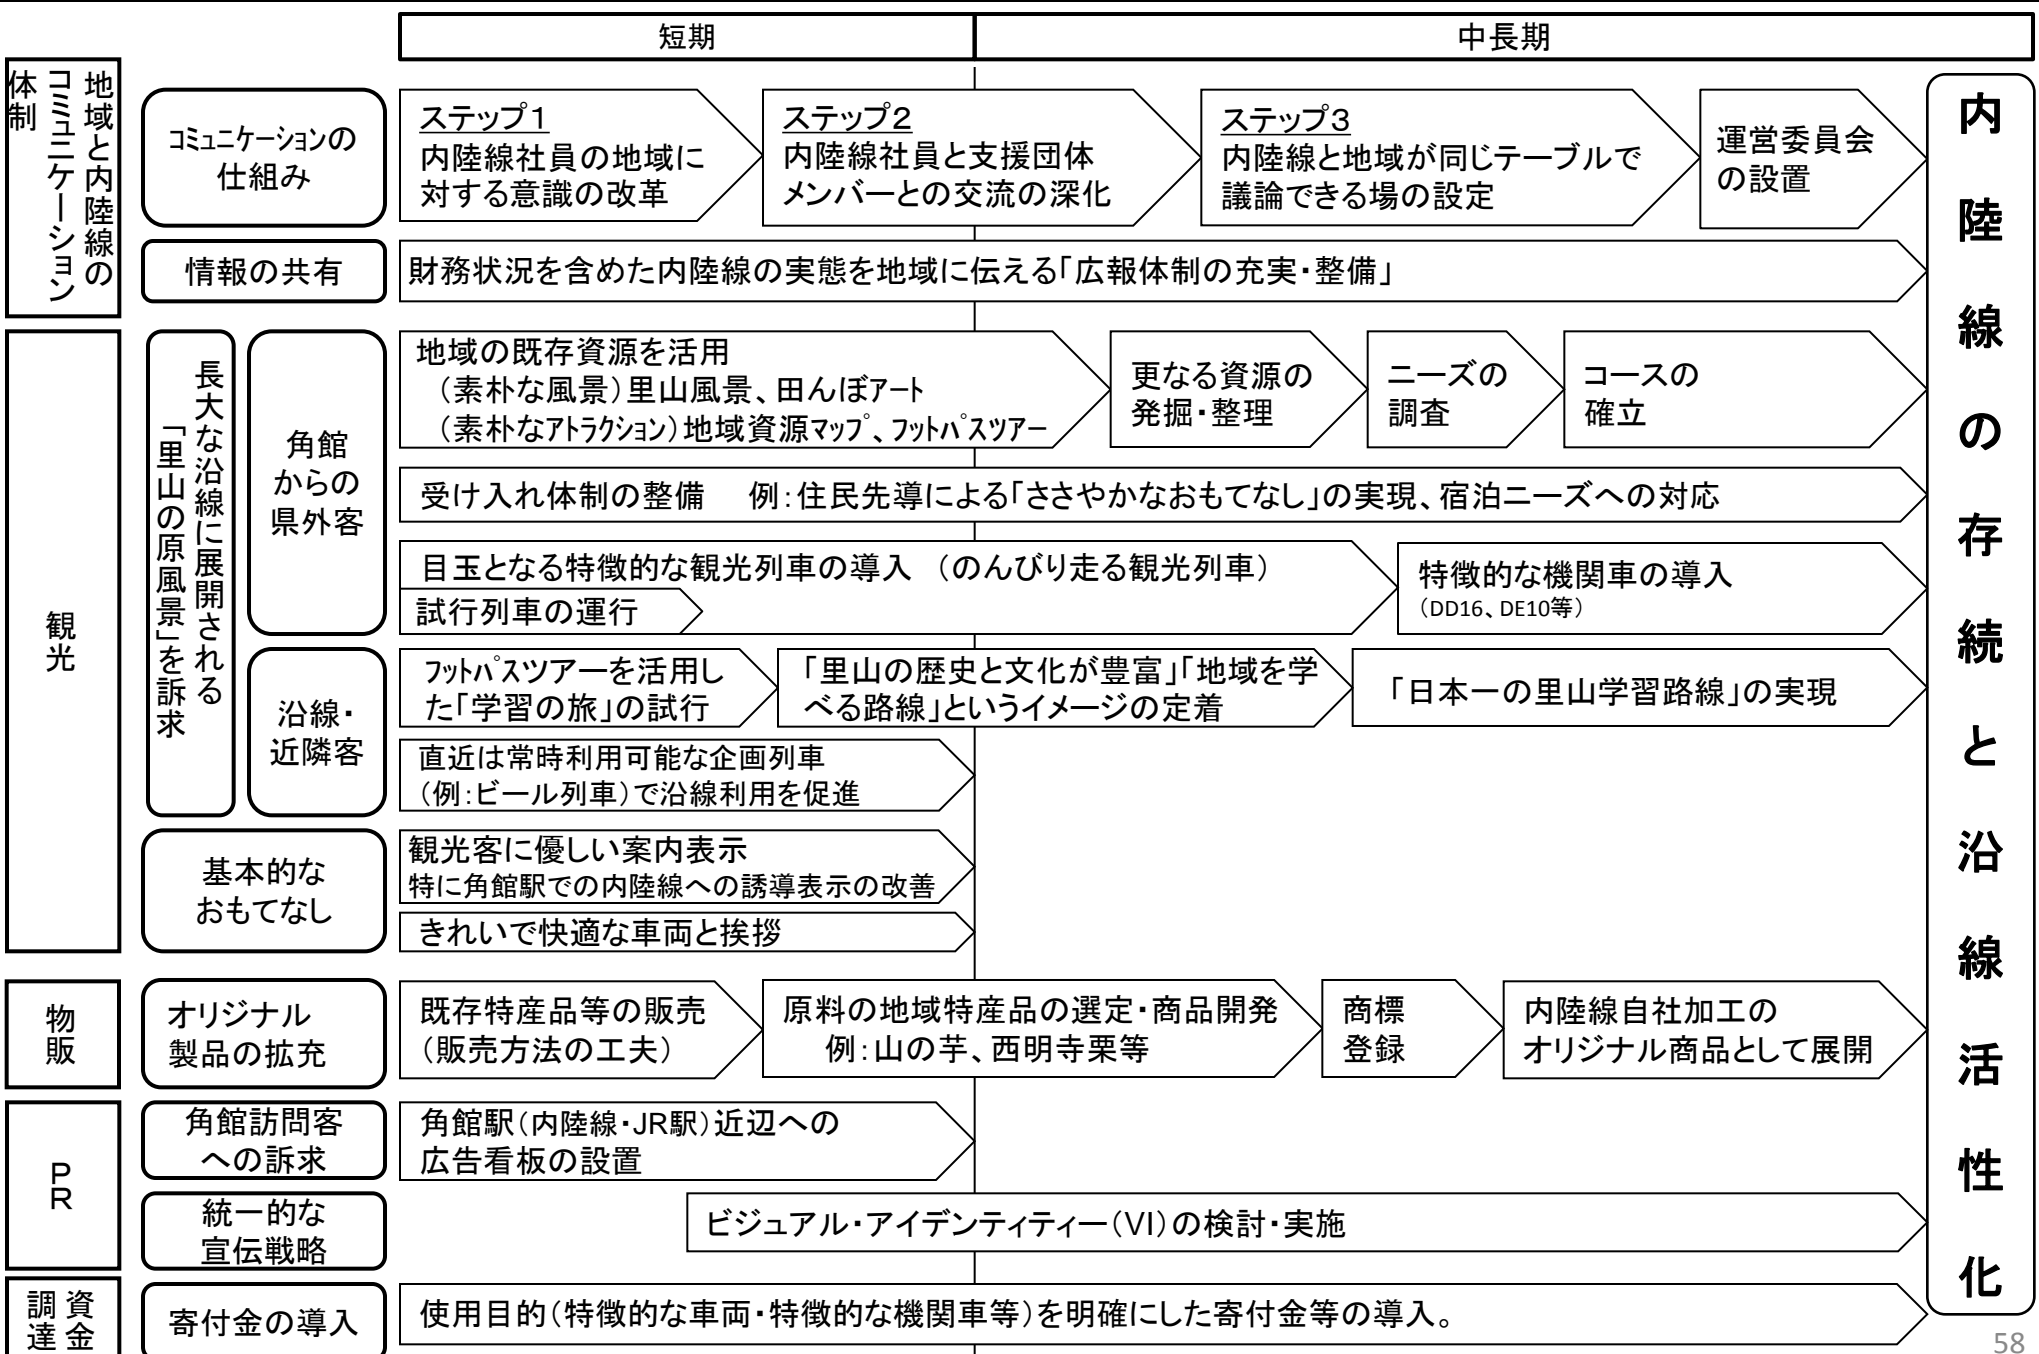 短期
中長期
地域と内陸線の
コミュニケーション
体制
コミュニケーションの
仕組み
ステップ1
内陸線社員の地域に
対する意識の改革
ステップ2
内陸線社員と支援団体
メンバーとの交流の深化
ステップ3
内陸線と地域が同じテーブルで
議論できる場の設定
運営委員会
の設置
情報の共有
財務状況を含めた内陸線の実態を地域に伝える「広報体制の充実・整備」
観光
長大な沿線に展開される
「里山の原風景」を訴求
角館
からの
県外客
地域の既存資源を活用
（素朴な風景）里山風景、田んぼアート
（素朴なアトラクション）地域資源マップ、フットパスツアー
更なる資源の
発掘・整理
ニーズの
調査
コースの
確立
受け入れ体制の整備　例：住民先導による「ささやかなおもてなし」の実現、宿泊ニーズへの対応
目玉となる特徴的な観光列車の導入　（のんびり走る観光列車）
試行列車の運行
特徴的な機関車の導入
（DD16、DE10等）
沿線・
近隣客
フットパスツアーを活用し
た「学習の旅」の試行
「里山の歴史と文化が豊富」「地域を学
べる路線」というイメージの定着
「日本一の里山学習路線」の実現
直近は常時利用可能な企画列車
（例：ビール列車）で沿線利用を促進
基本的な
おもてなし
観光客に優しい案内表示
特に角館駅での内陸線への誘導表示の改善
きれいで快適な車両と挨拶
物販
オリジナル
製品の拡充
既存特産品等の販売
（販売方法の工夫）
原料の地域特産品の選定・商品開発
例：山の芋、西明寺栗等
商標
登録
内陸線自社加工の
オリジナル商品として展開
PR
角館訪問客
への訴求
角館駅（内陸線・JR駅）近辺への
広告看板の設置
統一的な
宣伝戦略
ビジュアル・アイデンティティー（VI）の検討・実施
資金
調達
寄付金の導入
使用目的（特徴的な車両・特徴的な機関車等）を明確にした寄付金等の導入。
内陸線の存続と沿線活性化
58